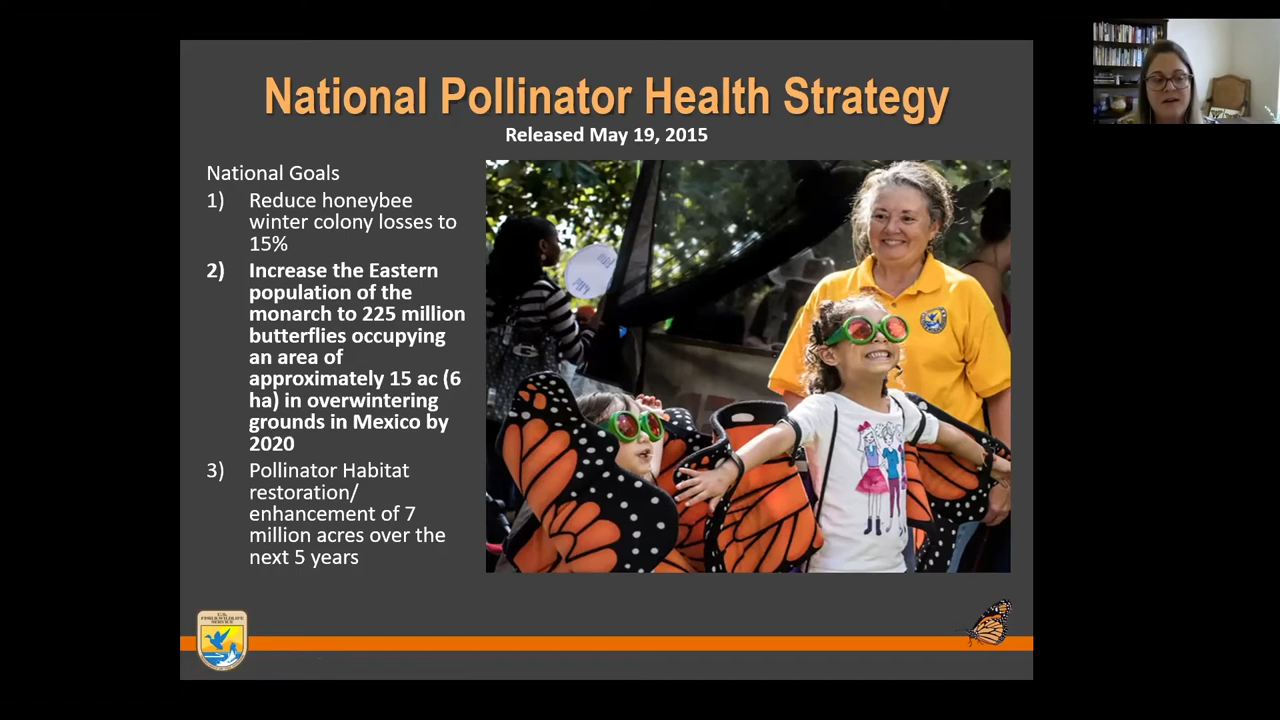 National Pollinator Health Strategy
Released May 19, 2015
National Goals
1) Reduce honeybee
winter colony losses to
15%
2) Increase the Eastern
population of the
monarch to 225 million
butterflies occupying
an area of
approximately 15 ac (6
ha) in overwintering
grounds in Mexico by
2020
3) Pollinator Habitat
restoration/
enhancement of 7
million acres over the
next 5 years
U.S.
FISH & WILDLIFE
SERVICE